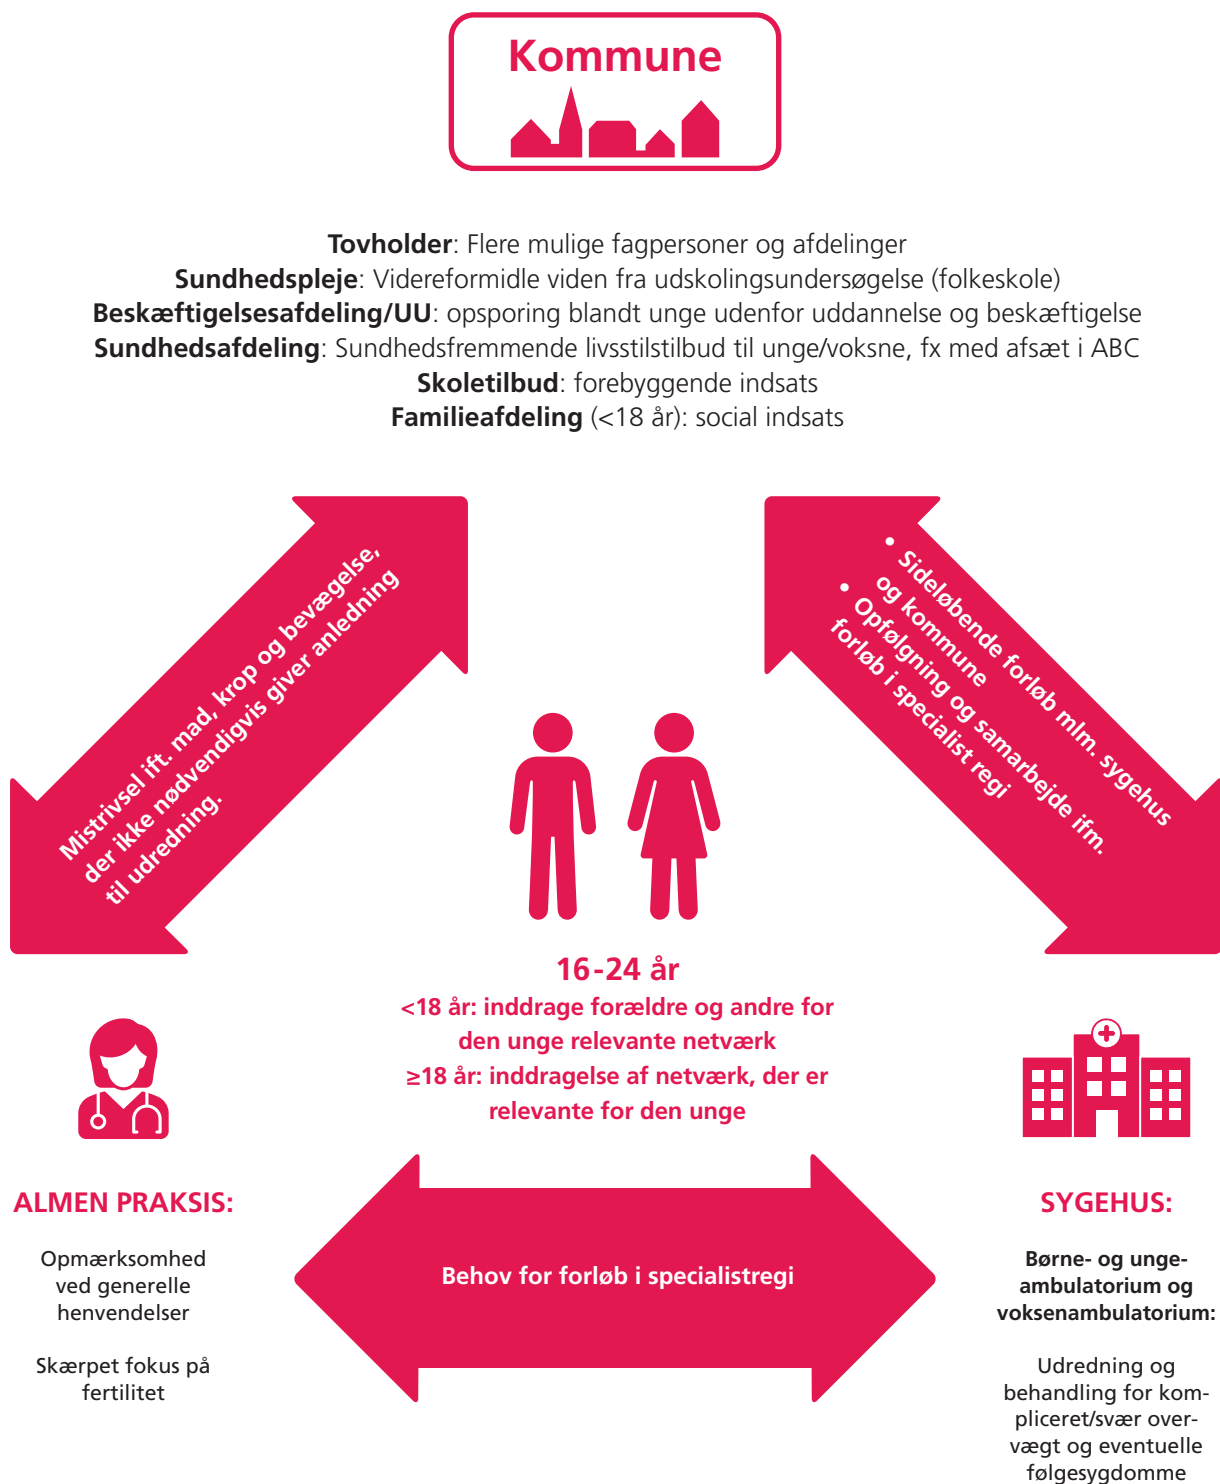 Kommune
Tovholder: Flere mulige fagpersoner og afdelinger
Sundhedspleje: Videreformidle viden fra udskolingsundersøgelse (folkeskole)
Beskæftigelsesafdeling/UU: opsporing blandt unge udenfor uddannelse og beskæftigelse
Sundhedsafdeling: Sundhedsfremmende livsstilstilbud til unge/voksne, fx med afsæt i ABC
Skoletilbud: forebyggende indsats
Familieafdeling (<18 år): social indsats
Mistrivsel ift. mad, krop og bevægelse,
der ikke nødvendigvis giver anledning
til udredning.
• Sideløbende forløb mlm. sygehus
og kommune
• Opfølgning og samarbejde ifm.
forløb i specialist regi
16-24 år
<18 år: inddrage forældre og andre for
den unge relevante netværk
≥18 år: inddragelse af netværk, der er
relevante for den unge
ALMEN PRAKSIS:
Opmærksomhed
ved generelle
henvendelser
Skærpet fokus på
fertilitet
Behov for forløb i specialistregi
SYGEHUS:
Børne- og unge-
ambulatorium og
voksenambulatorium:
Udredning og
behandling for kom-
pliceret/svær over-
vægt og eventuelle
følgesygdomme